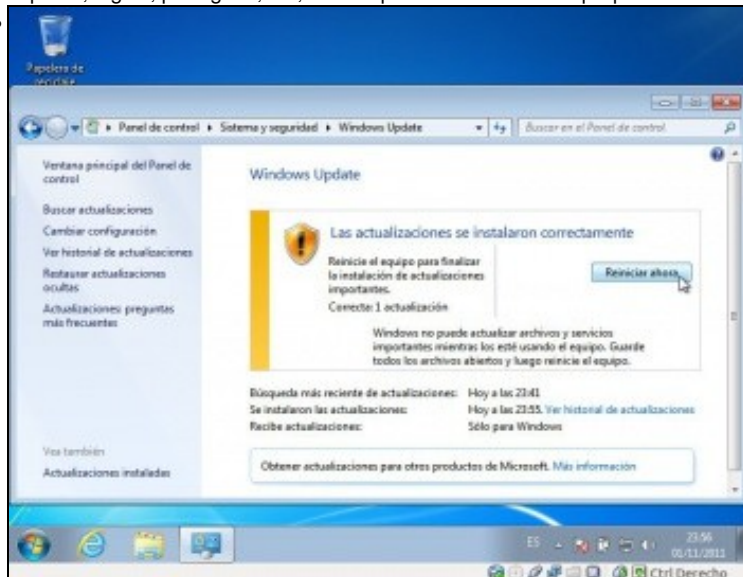 Papelera de
reciclaje
Panel de control
Sistema y seguridad
Windows Update
Buscar en el Panel de control
Ventana principal del Panel de
control
Buscar actualizaciones
Cambiar configuración
Ver historial de actualizaciones
Restaurar actualizaciones
ocultas
Actualizaciones: preguntas
más frecuentes
Vea también
Actualizaciones instaladas
Windows Update
Las actualizaciones se instalaron correctamente
Reinicie el equipo para finalizar
la instalación de actualizaciones
importantes.
Correcta: 1 actualización
Reiniciar ahora
Windows no puede actualizar archivos y servicios
importantes mientras los esté usando el equipo. Guarde
todos los archivos abiertos y luego reinicie el equipo.
Búsqueda más reciente de actualizaciones: Hoy a las 23:41
Se instalaron las actualizaciones: Hoy a las 23:55. Ver historial de actualizaciones
Recibe actualizaciones: Sólo para Windows
Obtener actualizaciones para otros productos de Microsoft. Más información
ES
23:56
01/11/2011
Ctrl Derecho